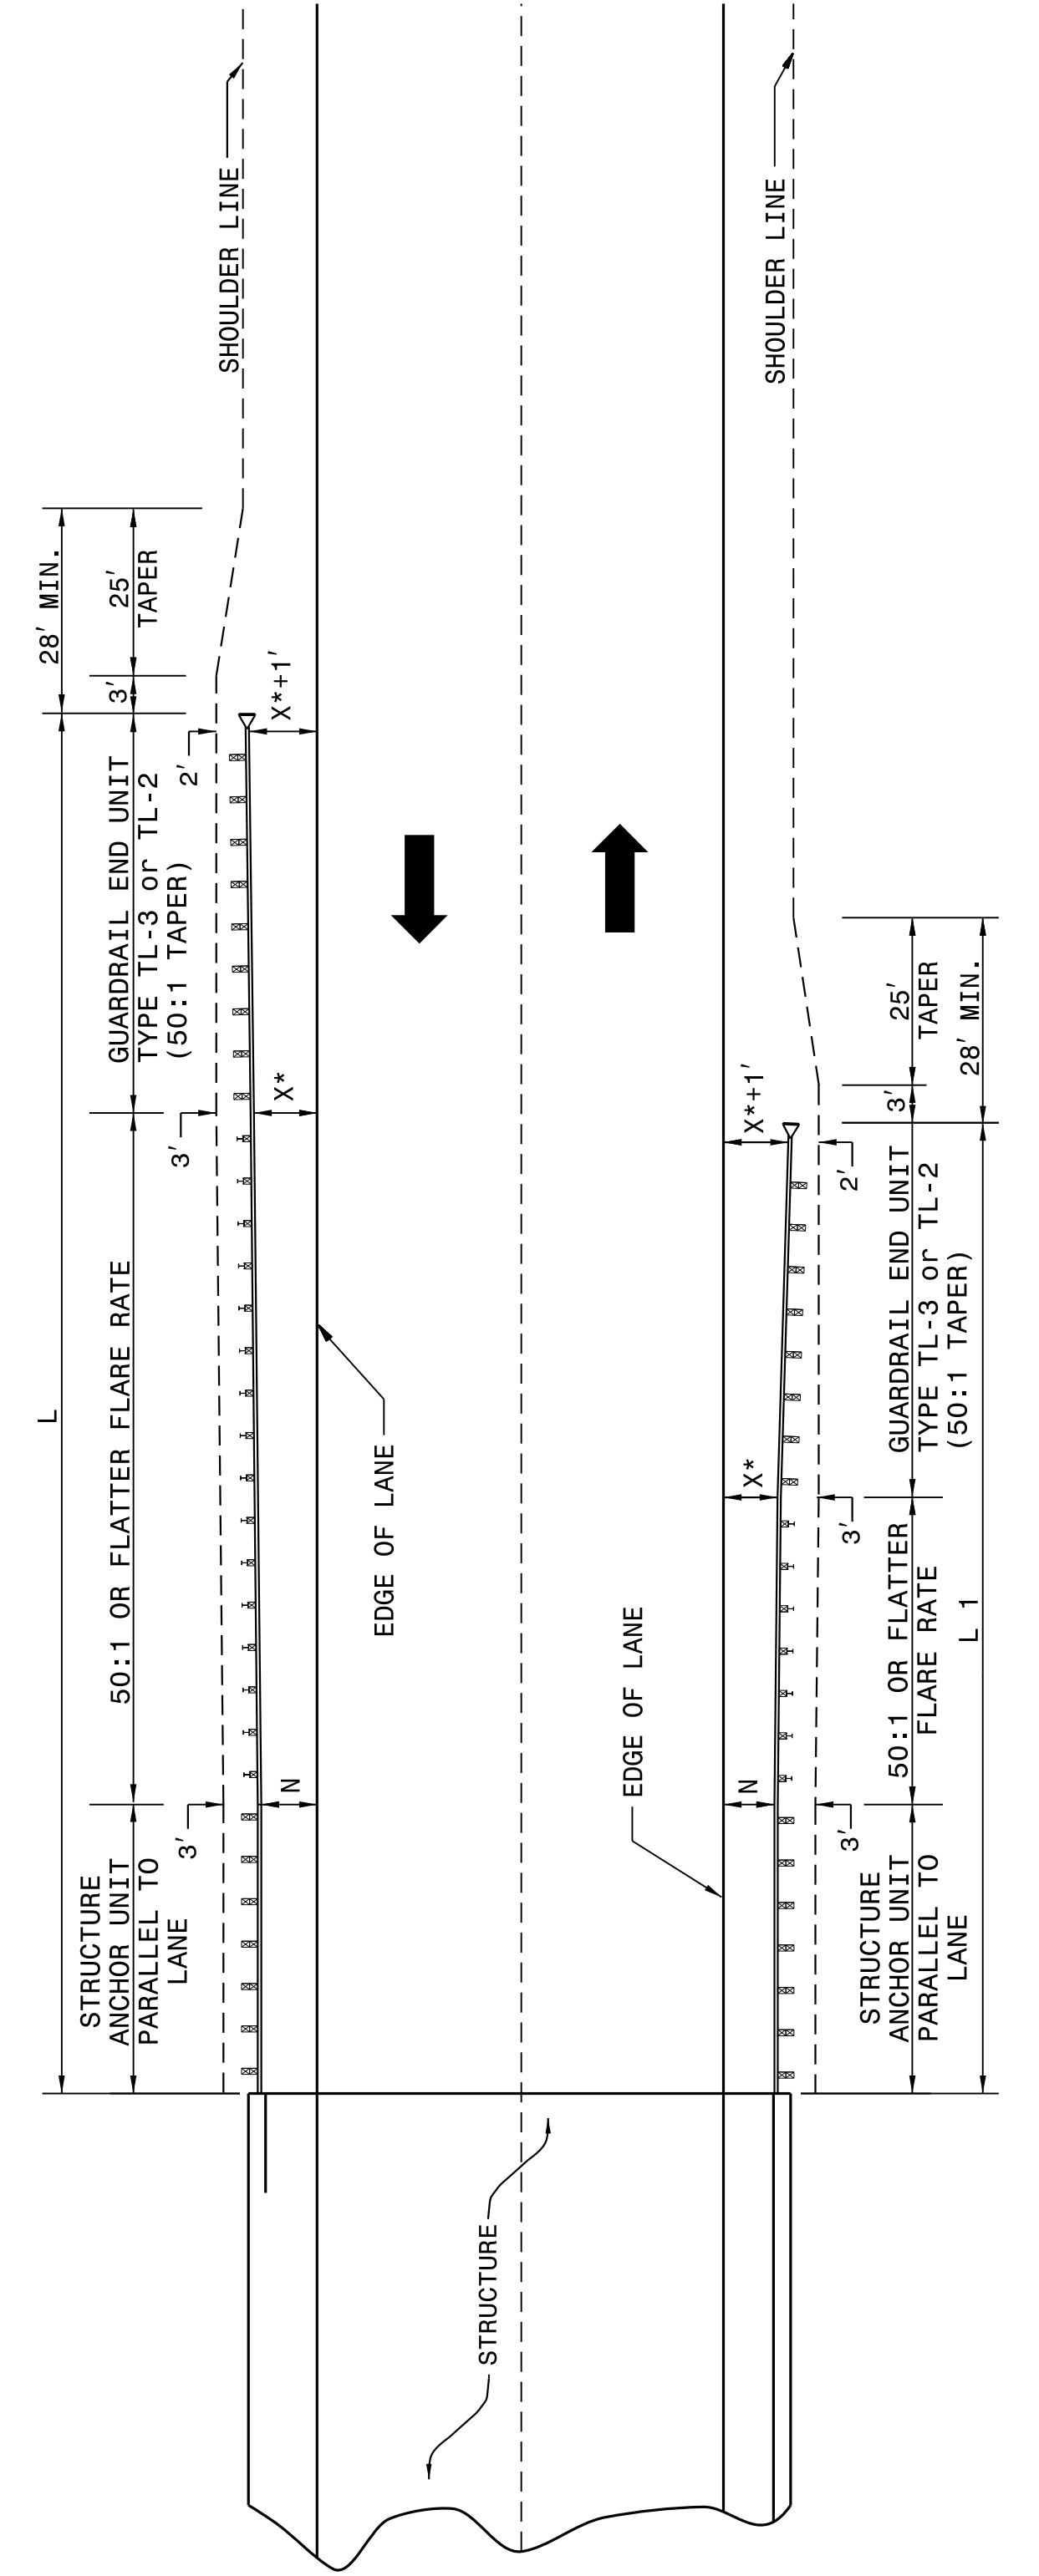 SHOULDER LINE
SHOULDER LINE
28' MIN.
25'
TAPER
3'
X*+1'
2'
GUARDRAIL END UNIT
TYPE TL-3 or TL-2
(50:1 TAPER)
X*
3'
L
50:1 OR FLATTER FLARE RATE
EDGE OF LANE
N
3'
STRUCTURE
ANCHOR UNIT
PARALLEL TO
LANE
25'
TAPER
28' MIN.
3'
X*+1'
2'
GUARDRAIL END UNIT
TYPE TL-3 or TL-2
(50:1 TAPER)
X*
3'
50:1 OR FLATTER
FLARE RATE
L 1
EDGE OF LANE
N
3'
STRUCTURE
ANCHOR UNIT
PARALLEL TO
LANE
STRUCTURE